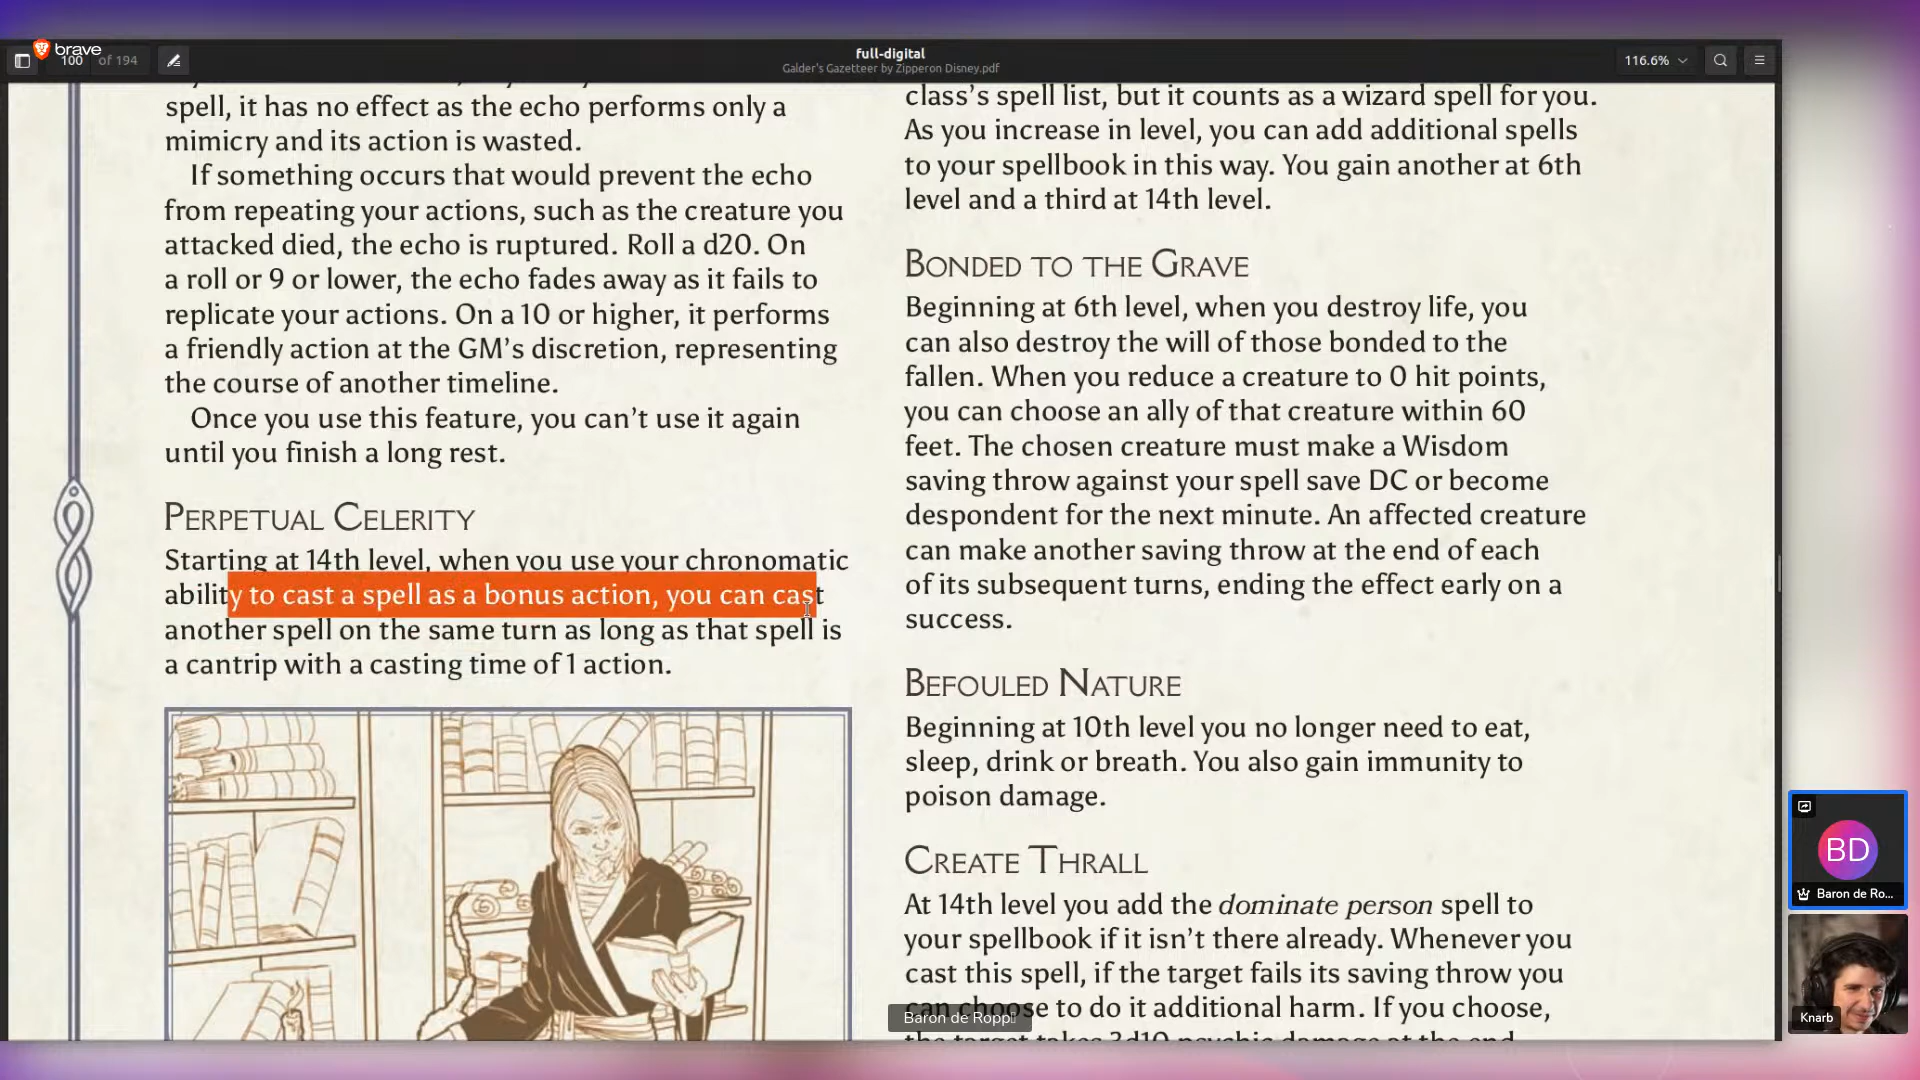 brave
100 of 194
full-digital
Galder's Gazetteer by Zipperon Disney.pdf
116.6%
spell, it has no effect as the echo performs only a
mimicry and its action is wasted.
If something occurs that would prevent the echo
from repeating your actions, such as the creature you
attacked died, the echo is ruptured. Roll a d20. On
a roll or 9 or lower, the echo fades away as it fails to
replicate your actions. On a 10 or higher, it performs
a friendly action at the GM’s discretion, representing
the course of another timeline.
Once you use this feature, you can’t use it again
until you finish a long rest.
Perpetual Celerity
Starting at 14th level, when you use your chronomatic
ability to cast a spell as a bonus action, you can cast
another spell on the same turn as long as that spell is
a cantrip with a casting time of 1 action.
class’s spell list, but it counts as a wizard spell for you.
As you increase in level, you can add additional spells
to your spellbook in this way. You gain another at 6th
level and a third at 14th level.
Bonded to the Grave
Beginning at 6th level, when you destroy life, you
can also destroy the will of those bonded to the
fallen. When you reduce a creature to 0 hit points,
you can choose an ally of that creature within 60
feet. The chosen creature must make a Wisdom
saving throw against your spell save DC or become
despondent for the next minute. An affected creature
can make another saving throw at the end of each
of its subsequent turns, ending the effect early on a
success.
Befouled Nature
Beginning at 10th level you no longer need to eat,
sleep, drink or breath. You also gain immunity to
poison damage.
Create Thrall
At 14th level you add the dominate person spell to
your spellbook if it isn’t there already. Whenever you
cast this spell, if the target fails its saving throw you
can choose to do it additional harm. If you choose,
the target takes 3d10 psychic damage at the end
Baron de Ropp
BD
Baron de Ro...
Knarb